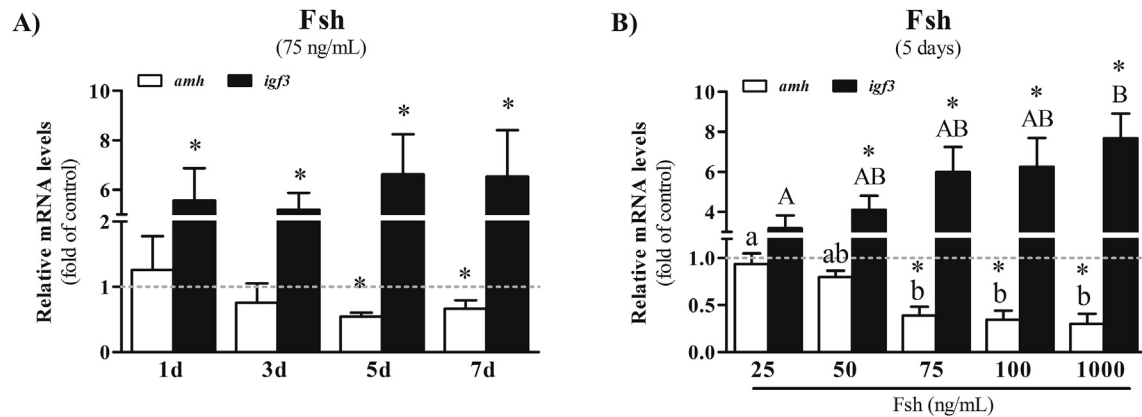 A)
Fsh
(75 ng/mL)
amh igf3
Relative mRNA levels
(fold of control)
10
8
6
4
2
1
0
* * * *
* *
1d 3d 5d 7d
B)
Fsh
(5 days)
amh igf3
Relative mRNA levels
(fold of control)
10
8
6
4
1.0
0.5
0.0
* * * *
A AB AB AB B
* * *
a ab b b b
25 50 75 100 1000
Fsh (ng/mL)